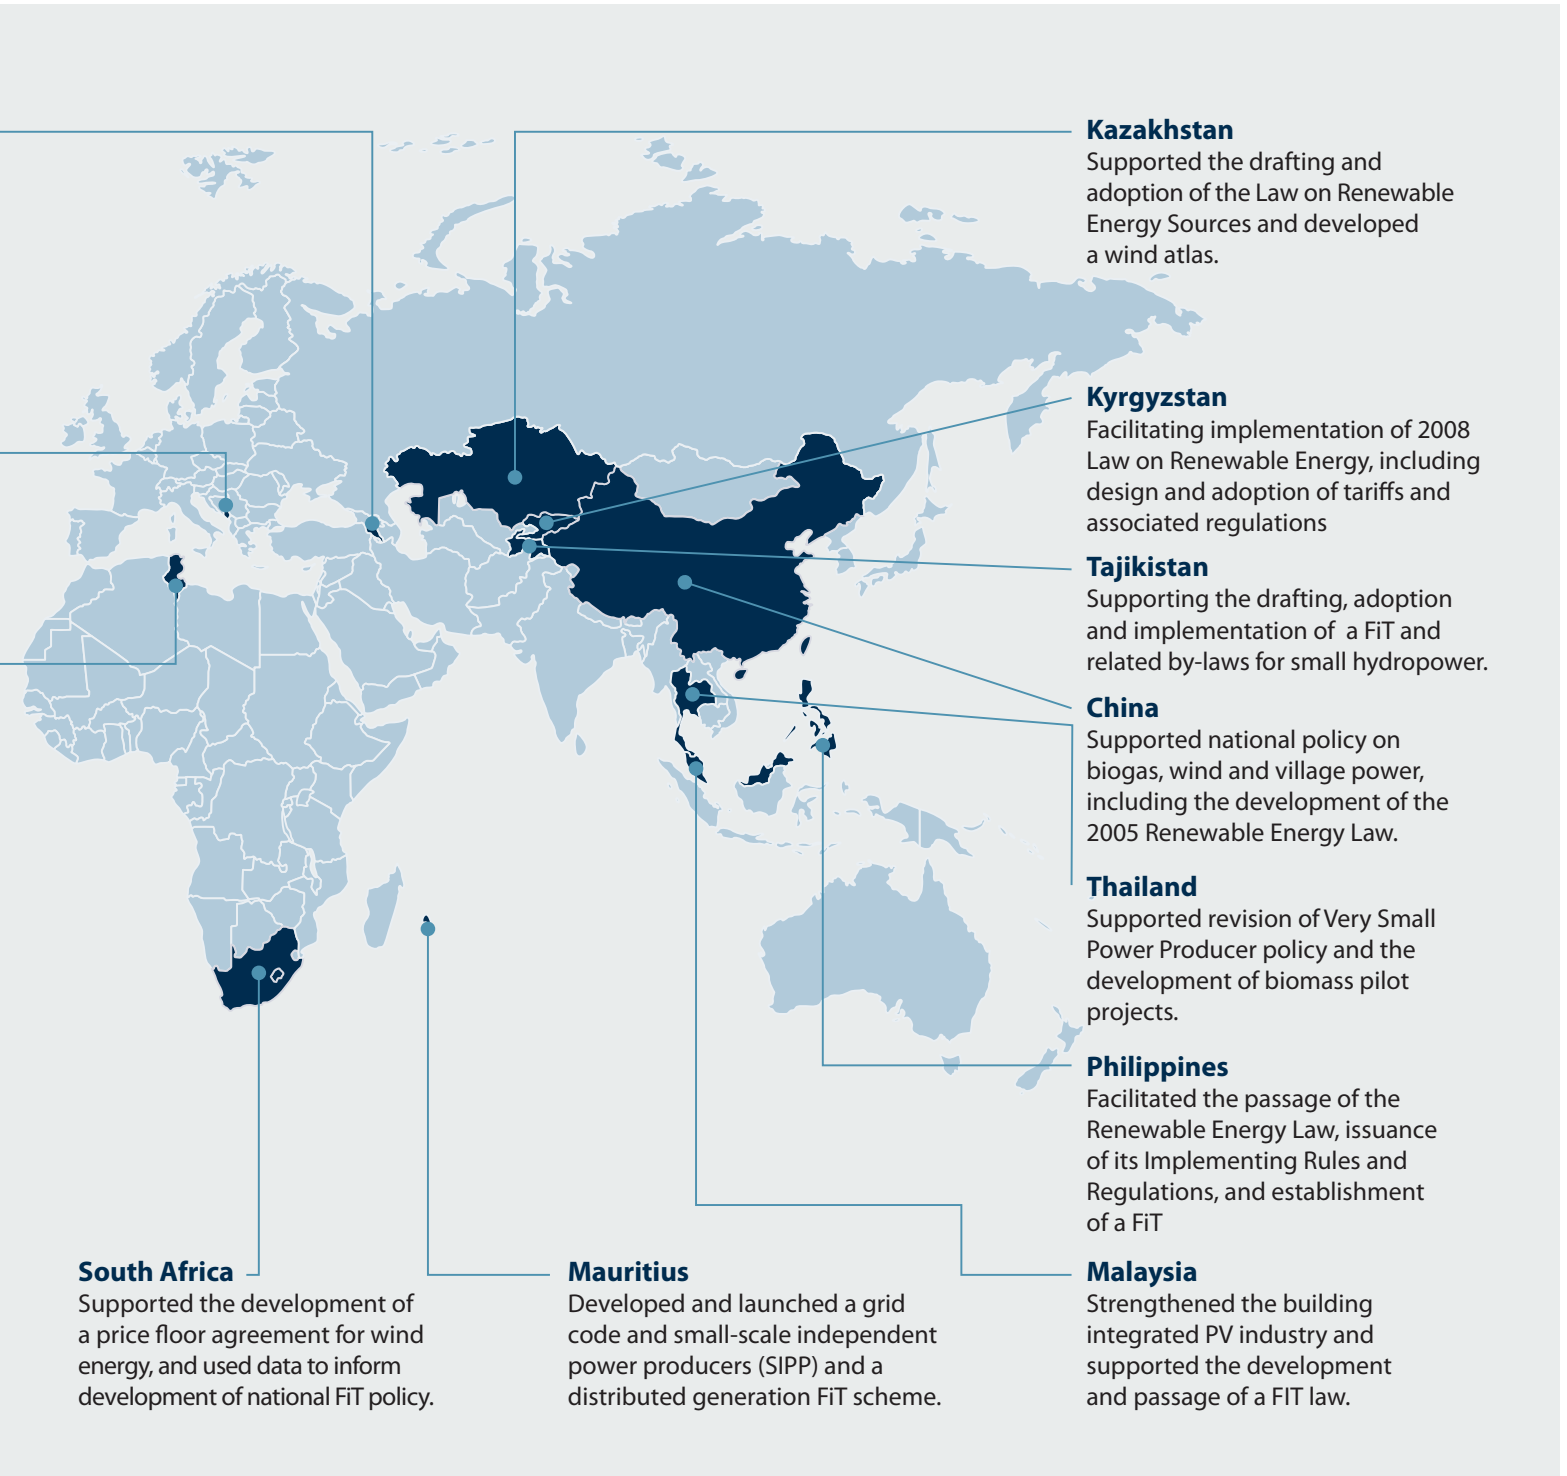 Kazakhstan
Supported the drafting and
adoption of the Law on Renewable
Energy Sources and developed
a wind atlas.
Kyrgyzstan
Facilitating implementation of 2008
Law on Renewable Energy, including
design and adoption of tariffs and
associated regulations
Tajikistan
Supporting the drafting, adoption
and implementation of a FiT and
related by-laws for small hydropower.
China
Supported national policy on
biogas, wind and village power,
including the development of the
2005 Renewable Energy Law.
Thailand
Supported revision of Very Small
Power Producer policy and the
development of biomass pilot
projects.
Philippines
Facilitated the passage of the
Renewable Energy Law, issuance
of its Implementing Rules and
Regulations, and establishment
of a FiT
South Africa
Supported the development of
a price floor agreement for wind
energy, and used data to inform
development of national FiT policy.
Mauritius
Developed and launched a grid
code and small-scale independent
power producers (SIPP) and a
distributed generation FiT scheme.
Malaysia
Strengthened the building
integrated PV industry and
supported the development
and passage of a FIT law.